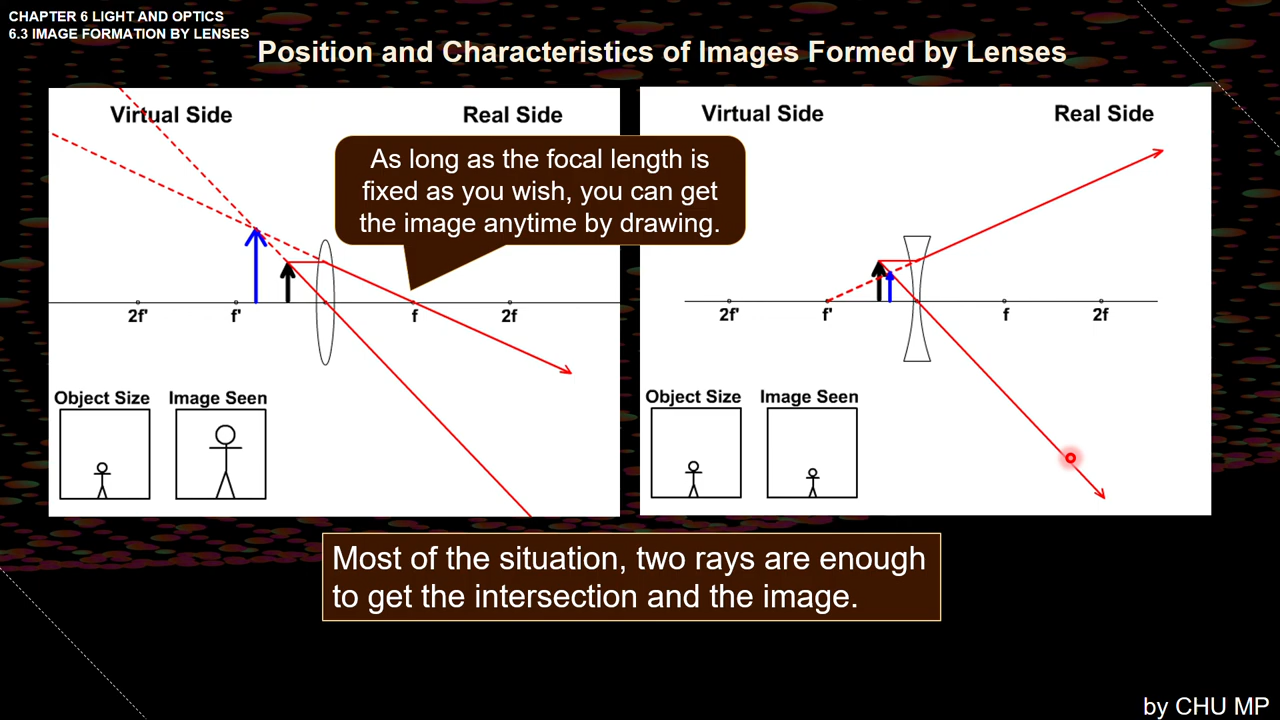 CHAPTER 6 LIGHT AND OPTICS
6.3 IMAGE FORMATION BY LENSES
Position and Characteristics of Images Formed by Lenses
Virtual Side
Real Side
As long as the focal length is
fixed as you wish, you can get
the image anytime by drawing.
2f'
f'
f
2f
Object Size
Image Seen
Virtual Side
Real Side
2f'
f'
f
2f
Object Size
Image Seen
Most of the situation, two rays are enough
to get the intersection and the image.
by CHU MP